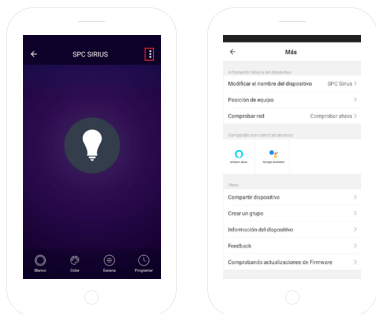 SPC SIRIUS
Blanco
Color
Escena
Programar
Más
Información básica del dispositivo
Modificar el nombre del dispositivo SPC Sirius >
Posición de equipo >
Comprobar red Comprobar ahora >
Compatible con control de terceros
Amazon Alexa
Google Assistant
Otros
Compartir dispositivo >
Crear un grupo >
Información del dispositivo >
Feedback >
Comprobando actualizaciones de Firmware >